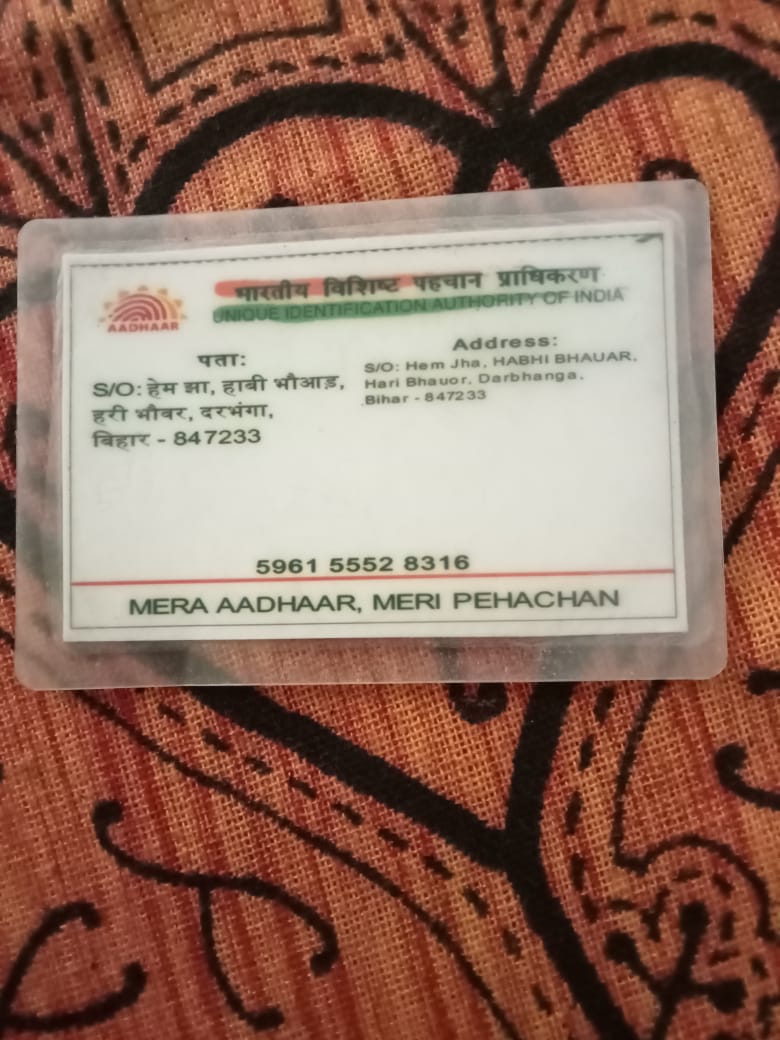 भारतीय विशिष्ट पहचान प्राधिकरण
UNIQUE IDENTIFICATION AUTHORITY OF INDIA
AADHAAR
पता:
S/O: हेम झा, हाबी भौआड़,
हरी भौवर, दरभंगा,
बिहार - 847233
Address:
S/O: Hem Jha, HABHI BHAUAR,
Hari Bhauor, Darbhanga,
Bihar - 847233
5961 5552 8316
MERA AADHAAR, MERI PEHACHAN